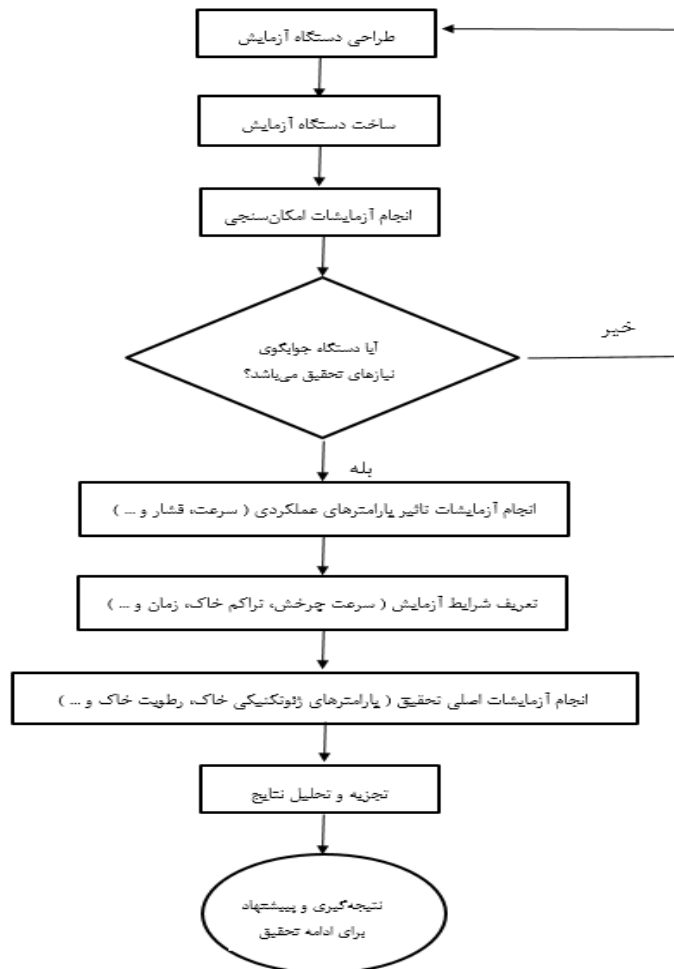 طراحی دستگاه آزمایش
ساخت دستگاه آزمایش
انجام آزمایشات امکان‌سنجی
آیا دستگاه جوابگوی
نیازهای تحقیق می‌باشد؟
خیر
بله
انجام آزمایشات تاثیر پارامترهای عملکردی ( سرعت، فشار و ... )
تعریف شرایط آزمایش ( سرعت چرخش، تراکم خاک، زمان و ... )
انجام آزمایشات اصلی تحقیق ( پارامترهای ژئوتکنیکی خاک، رطوبت خاک و ... )
تجزیه و تحلیل نتایج
نتیجه‌گیری و پیشنهاد
برای ادامه تحقیق